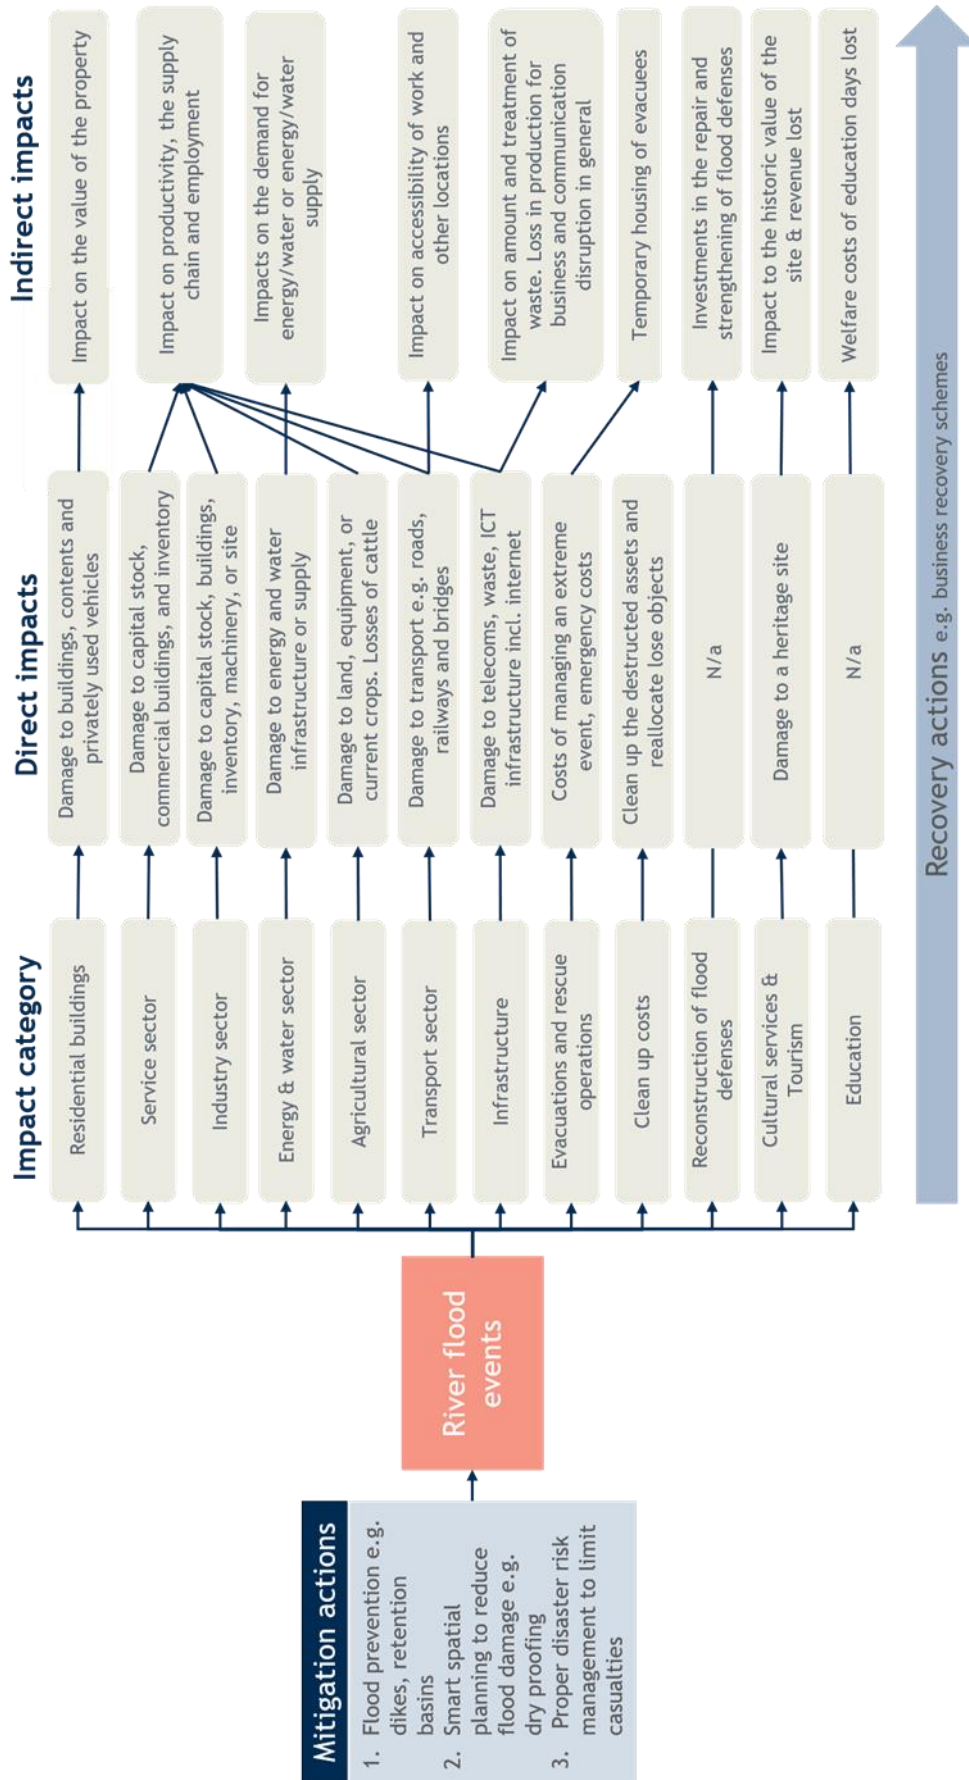 Mitigation actions
1. Flood prevention e.g.
dikes, retention
basins
2. Smart spatial
planning to reduce
flood damage e.g.
dry proofing
3. Proper disaster risk
management to limit
casualties
River flood
events
Impact category
Residential buildings
Service sector
Industry sector
Energy & water sector
Agricultural sector
Transport sector
Infrastructure
Evacuations and rescue
operations
Clean up costs
Reconstruction of flood
defenses
Cultural services &
Tourism
Education
Direct impacts
Damage to buildings, contents and
privately used vehicles
Damage to capital stock,
commercial buildings, and inventory
Damage to capital stock, buildings,
inventory, machinery, or site
Damage to energy and water
infrastructure or supply
Damage to land, equipment, or
current crops. Losses of cattle
Damage to transport e.g. roads,
railways and bridges
Damage to telecoms, waste, ICT
infrastructure incl. internet
Costs of managing an extreme
event, emergency costs
Clean up the destructed assets and
reallocate lose objects
N/a
Damage to a heritage site
N/a
Indirect impacts
Impact on the value of the property
Impact on productivity, the supply
chain and employment
Impacts on the demand for
energy/water or energy/water
supply
Impact on accessibility of work and
other locations
Impact on amount and treatment of
waste. Loss in production for
business and communication
disruption in general
Temporary housing of evacuees
Investments in the repair and
strengthening of flood defenses
Impact to the historic value of the
site & revenue lost
Welfare costs of education days lost
Recovery actions e.g. business recovery schemes